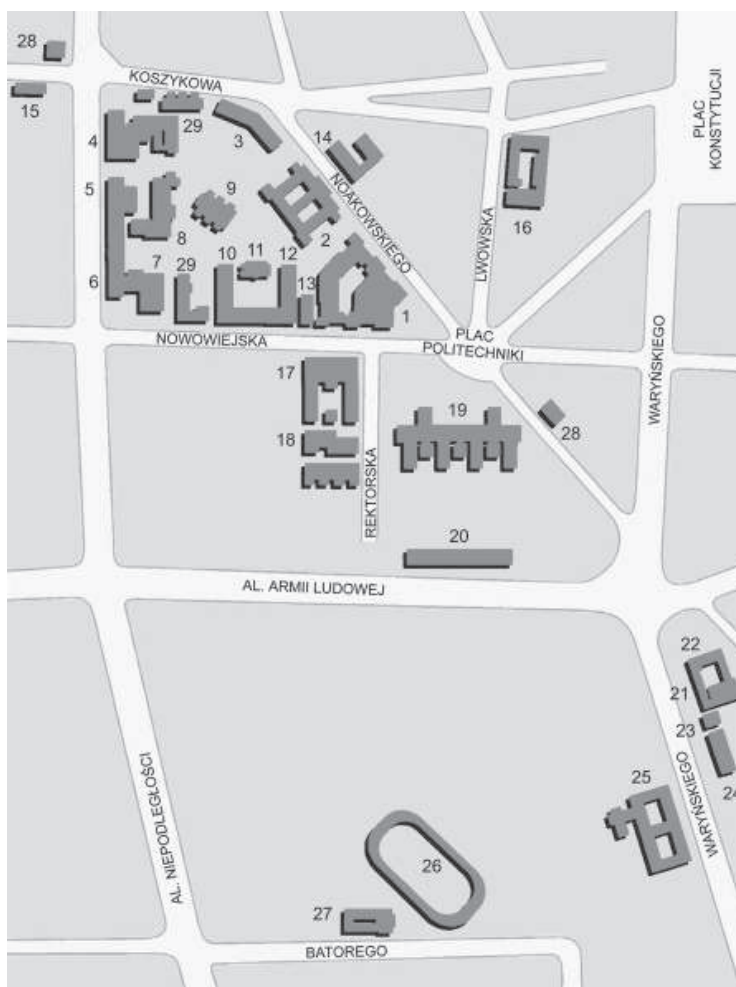 28
KOSZYKOWA
15
29
4
3
14
PLAC
KONSTYTUCJI
NOAKOWSKIEGO
5
9
LWOWSKA
16
8
2
10
11
12
7
29
6
13
1
PLAC
POLITECHNIKI
NOWOWIEJSKA
WARYŃSKIEGO
17
19
28
18
REKTORSKA
20
AL. ARMII LUDOWEJ
22
21
23
WARYŃSKIEGO
24
25
AL. NIEPODLEGŁOŚCI
26
27
BATOREGO